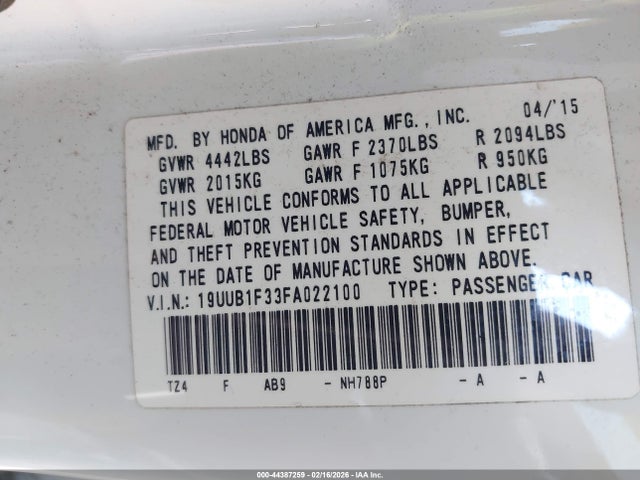 MFD. BY HONDA OF AMERICA MFG., INC. 04/'15
GVWR 4442LBS GAWR F 2370LBS R 2094LBS
GVWR 2015KG GAWR F 1075KG R 950KG
THIS VEHICLE CONFORMS TO ALL APPLICABLE
FEDERAL MOTOR VEHICLE SAFETY, BUMPER,
AND THEFT PREVENTION STANDARDS IN EFFECT
ON THE DATE OF MANUFACTURE SHOWN ABOVE.
V.I.N.: 19UUB1F33FA022100 TYPE: PASSENGER CAR
TZ4 F AB9 - NH788P - A - A
000-44387259 - 02/16/2026 - IAAI.COM